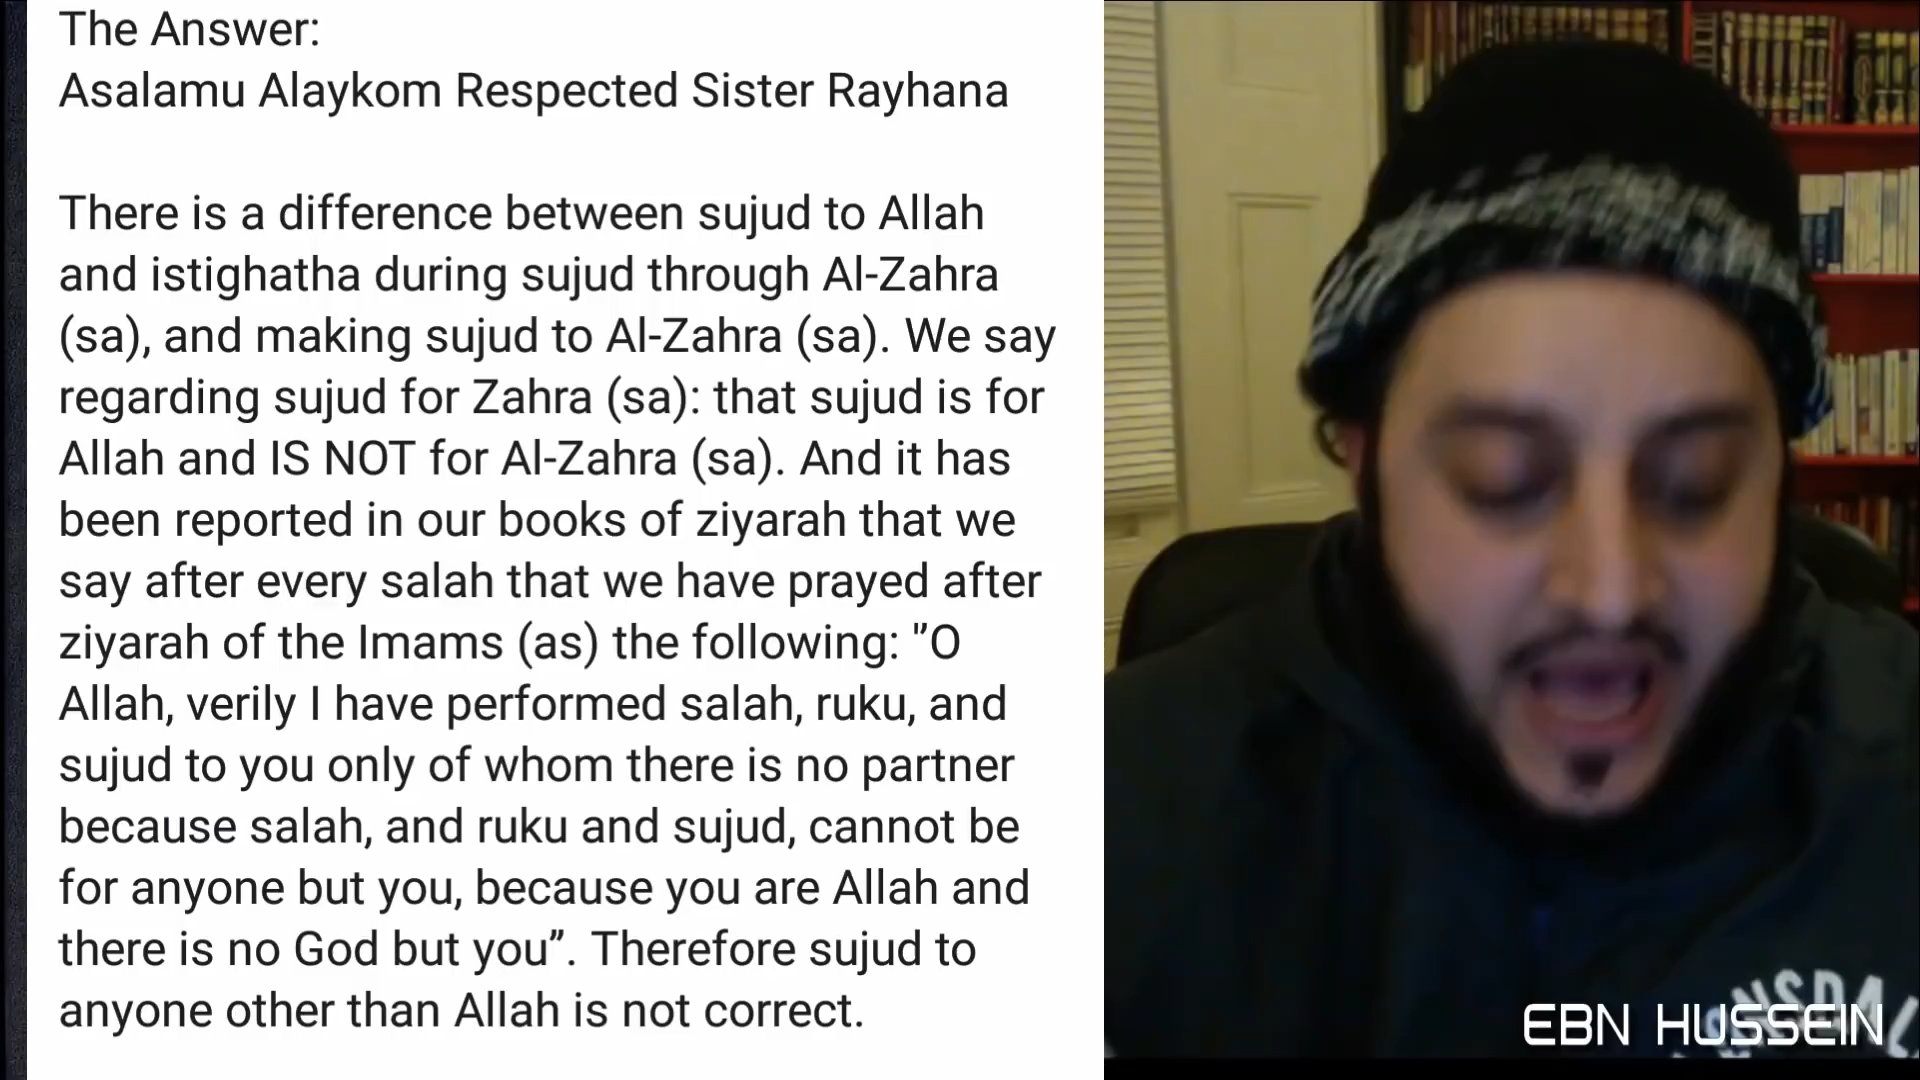 The Answer:
Asalamu Alaykom Respected Sister Rayhana
There is a difference between sujud to Allah
and istighatha during sujud through Al-Zahra
(sa), and making sujud to Al-Zahra (sa). We say
regarding sujud for Zahra (sa): that sujud is for
Allah and IS NOT for Al-Zahra (sa). And it has
been reported in our books of ziyarah that we
say after every salah that we have prayed after
ziyarah of the Imams (as) the following: "O
Allah, verily I have performed salah, ruku, and
sujud to you only of whom there is no partner
because salah, and ruku and sujud, cannot be
for anyone but you, because you are Allah and
there is no God but you”. Therefore sujud to
anyone other than Allah is not correct.
EBN HUSSEIN